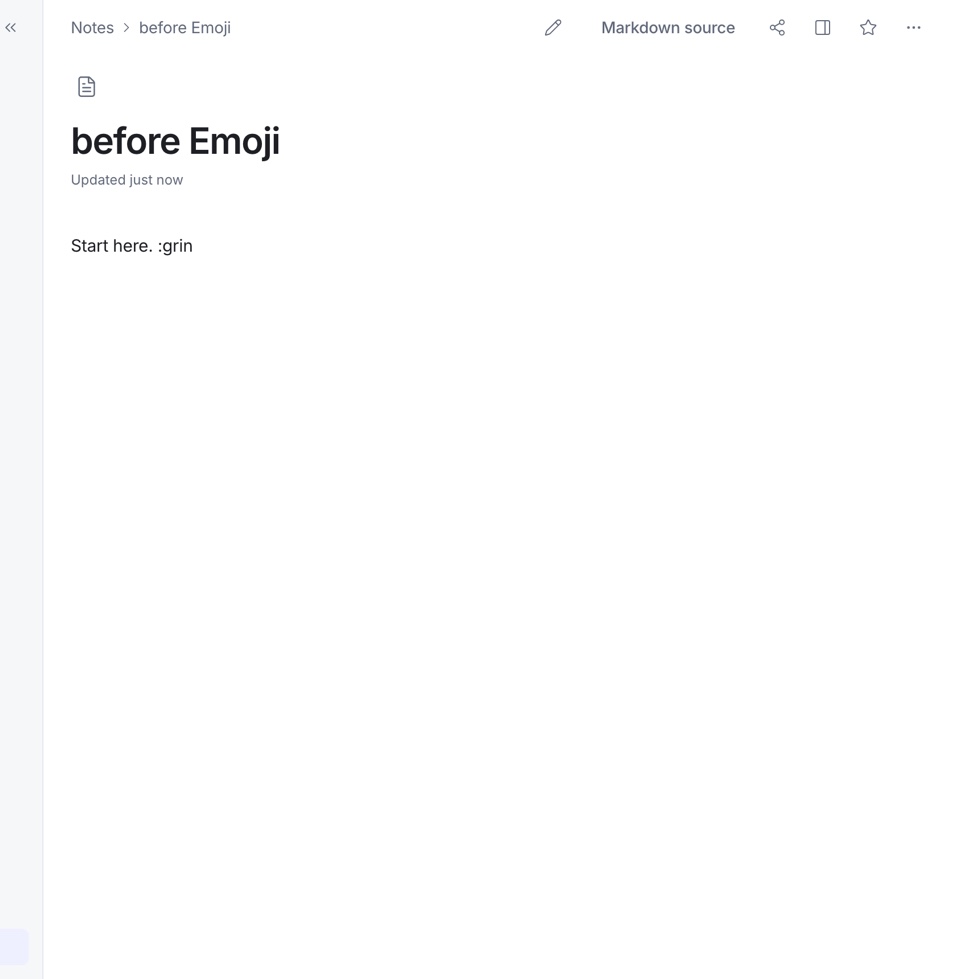 Notes > before Emoji
Markdown source
before Emoji
Updated just now
Start here. :grin